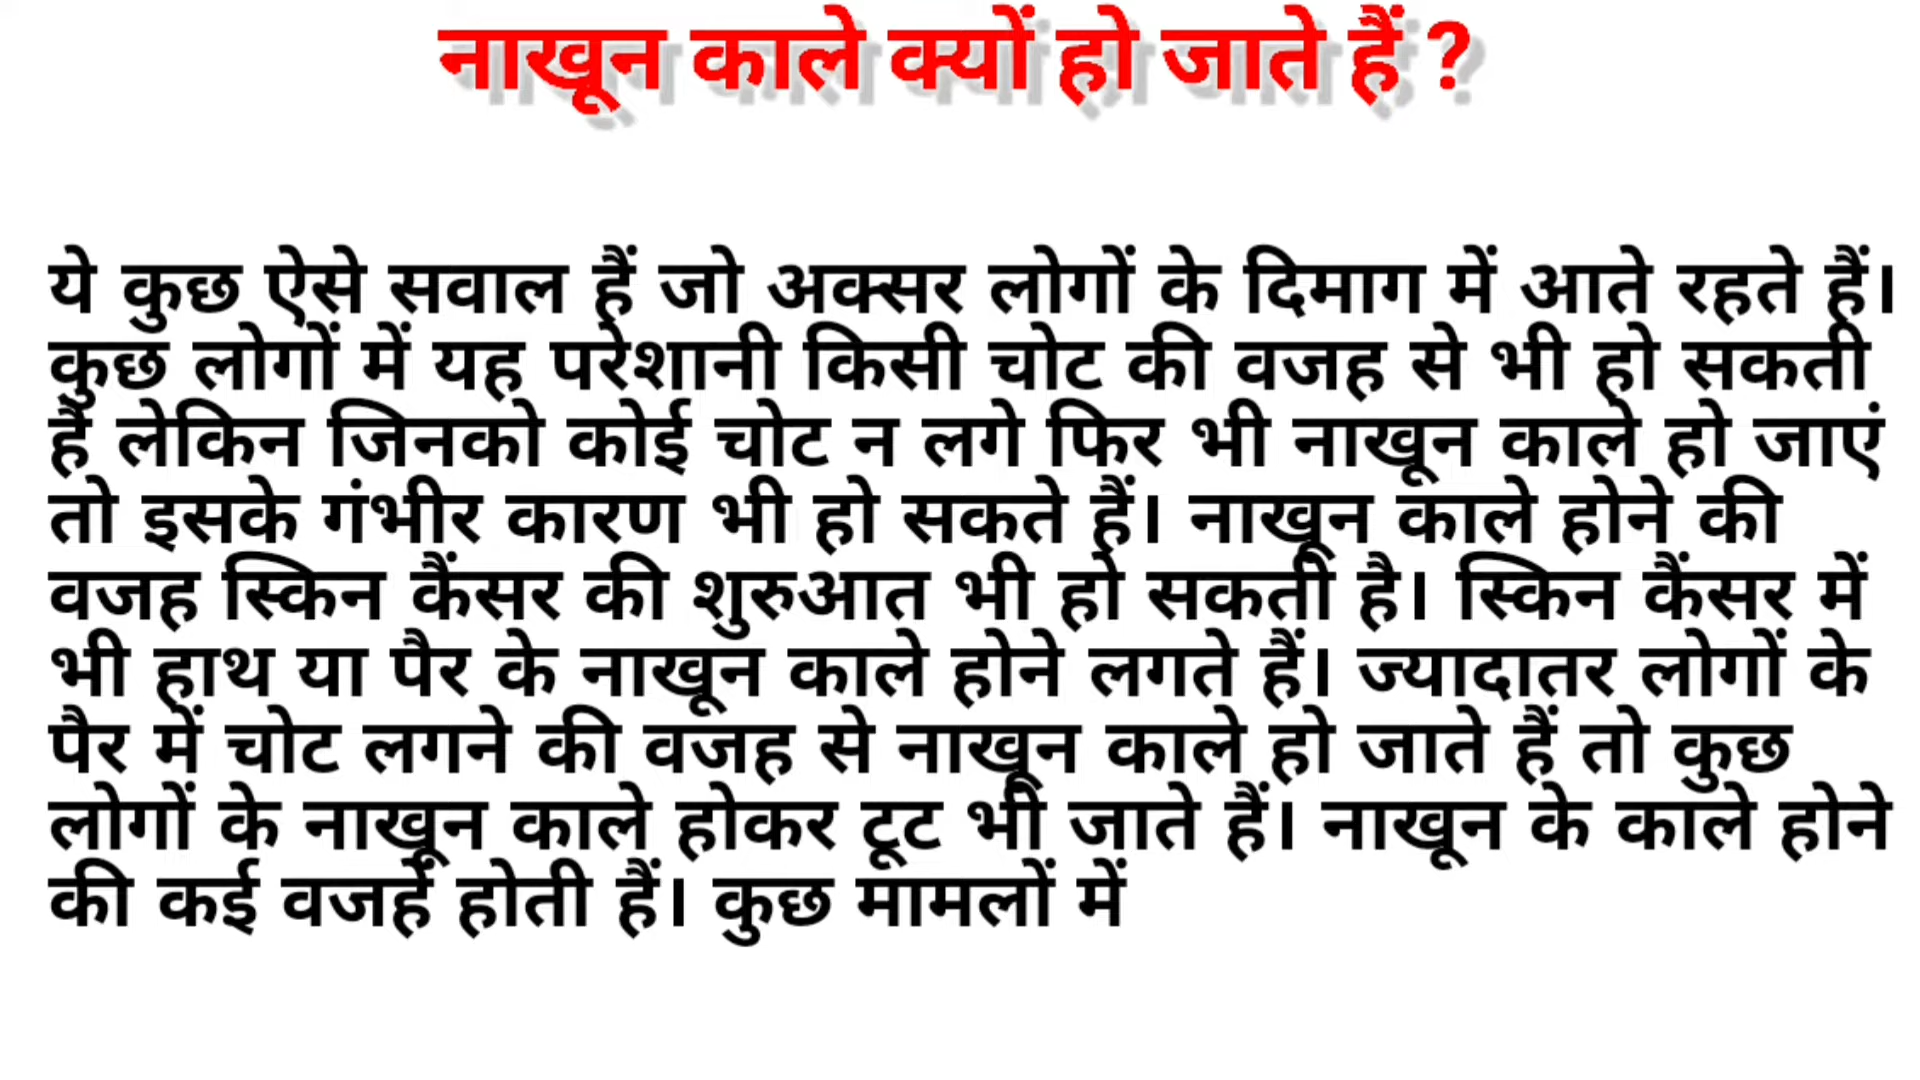 नाखून काले क्यों हो जाते हैं ?
ये कुछ ऐसे सवाल हैं जो अक्सर लोगों के दिमाग में आते रहते हैं।
कुछ लोगों में यह परेशानी किसी चोट की वजह से भी हो सकती
है लेकिन जिनको कोई चोट न लगे फिर भी नाखून काले हो जाएं
तो इसके गंभीर कारण भी हो सकते हैं। नाखून काले होने की
वजह स्किन कैंसर की शुरुआत भी हो सकती है। स्किन कैंसर में
भी हाथ या पैर के नाखून काले होने लगते हैं। ज्यादातर लोगों के
पैर में चोट लगने की वजह से नाखून काले हो जाते हैं तो कुछ
लोगों के नाखून काले होकर टूट भी जाते हैं। नाखून के काले होने
की कई वजहें होती हैं। कुछ मामलों में